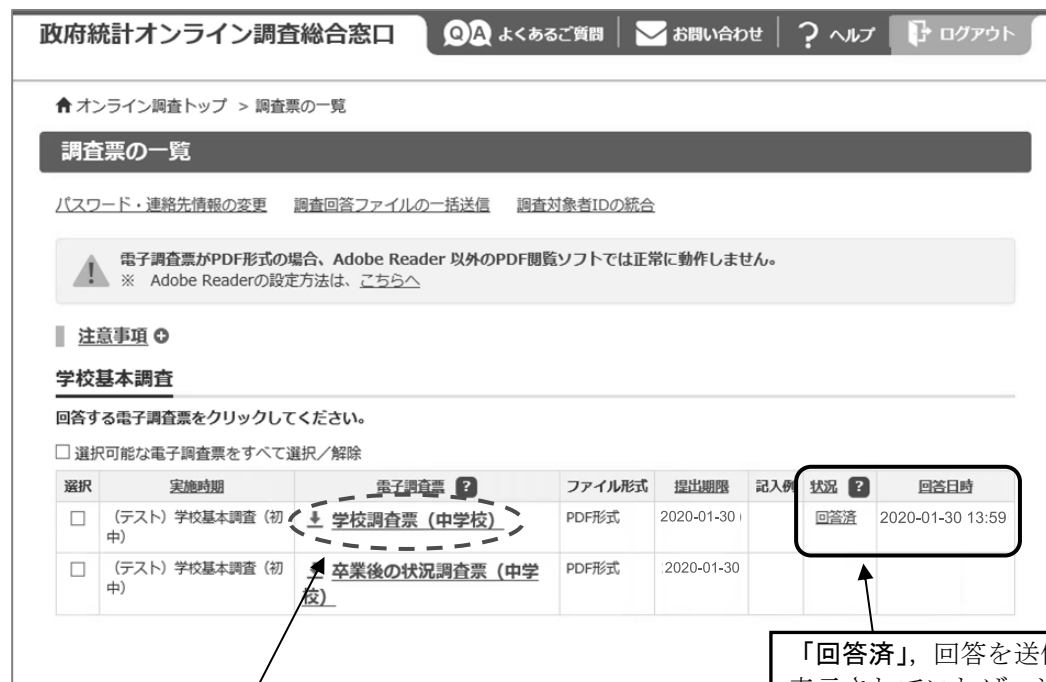 政府統計オンライン調査総合窓口 QA よくあるご質問 お問い合わせ ? ヘルプ ログアウト
オンライン調査トップ > 調査票の一覧
調査票の一覧
パスワード・連絡先情報の変更 調査回答ファイルの一括送信 調査対象者IDの統合
電子調査票がPDF形式の場合、Adobe Reader 以外のPDF閲覧ソフトでは正常に動作しません。
※ Adobe Readerの設定方法は、こちらへ
注意事項
学校基本調査
回答する電子調査票をクリックしてください。
選択可能な電子調査票をすべて選択／解除
選択 実施時期 電子調査票 ? ファイル形式 提出期限 記入例 状況 ? 回答日時
（テスト）学校基本調査（初 学校調査票（中学校） PDF形式 2020-01-30 回答済 2020-01-30 13:59
中）
（テスト）学校基本調査（初 卒業後の状況調査票（中学 PDF形式 2020-01-30
中） 校）
「回答済」，回答を送